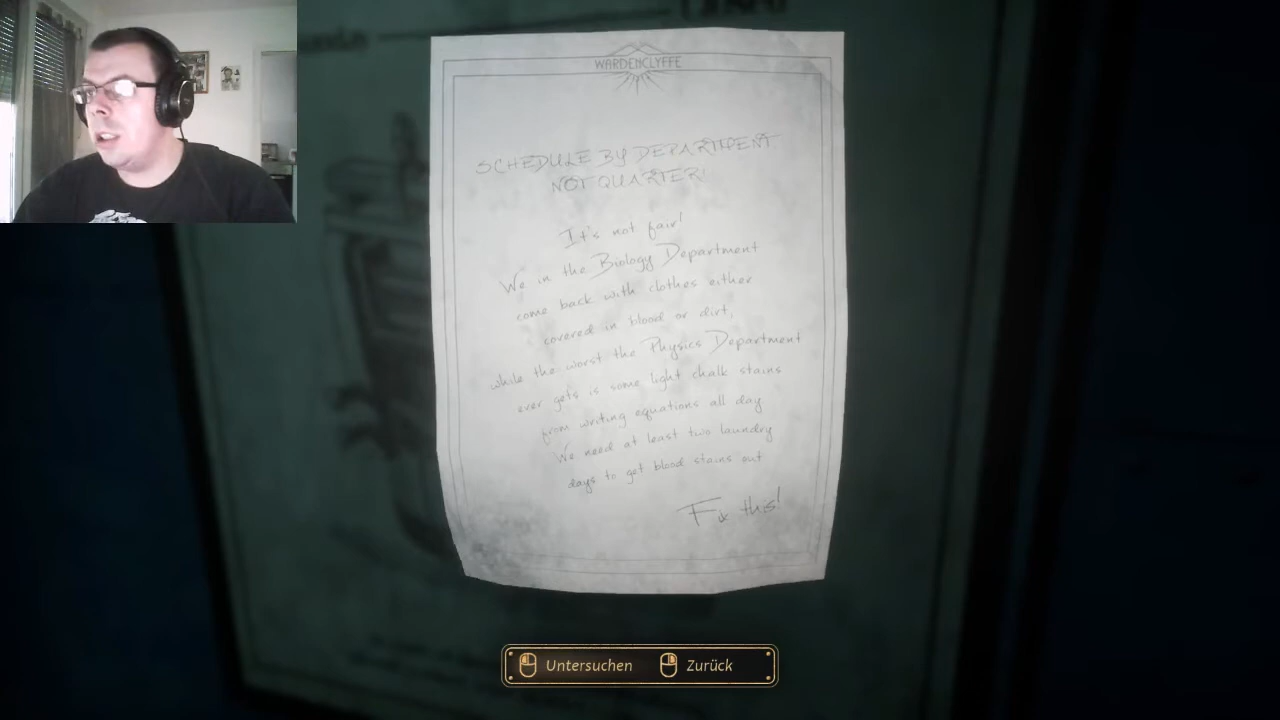 Closed
WARDENCLYFFE
SCHEDULE BY DEPARTMENT
NOT QUARTER!
It's not fair!
We in the Biology Department
come back with clothes either
covered in blood or dirt,
while the worst the Physics Department
ever gets is some light chalk stains
from writing equations all day
We need at least two laundry
days to get blood stains out
Fix this!
Untersuchen
Zurück